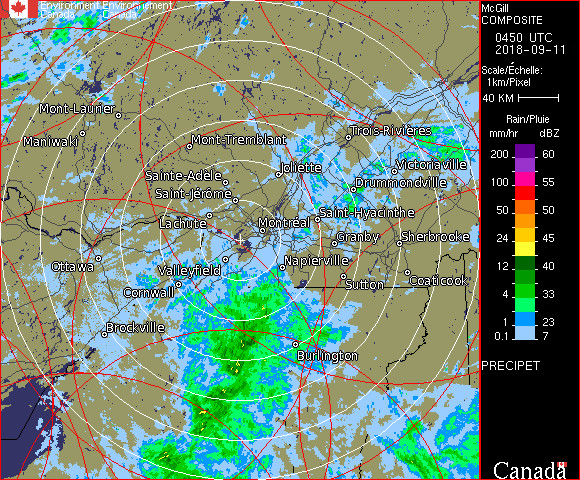 Environment Environnement
Canada Canada
Mont-Laurier
Maniwaki
Mont-Tremblant
Trois-Rivières
Joliette
Victoriaville
Sainte-Adèle
Drummondville
Saint-Jérôme
Lachute
Saint-Hyacinthe
Montréal
Granby
Sherbrooke
Ottawa
Valleyfield
Napierville
Cornwall
Sutton
Coaticook
Brockville
Burlington
McGill
COMPOSITE
0450 UTC
2018-09-11
Scale/Échelle:
1km/Pixel
40 KM
Rain/Pluie
mm/hr dBZ
200 60
100 55
50 50
24 45
12 40
4 33
1 23
0.1 7
PRECIPET
Canada